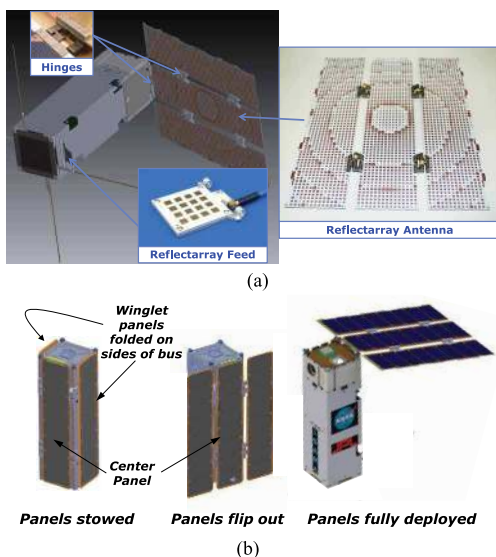 Hinges
Reflectarray Feed
Reflectarray Antenna
(a)
Winglet
panels
folded on
sides of bus
Center
Panel
Panels stowed
Panels flip out
Panels fully deployed
(b)